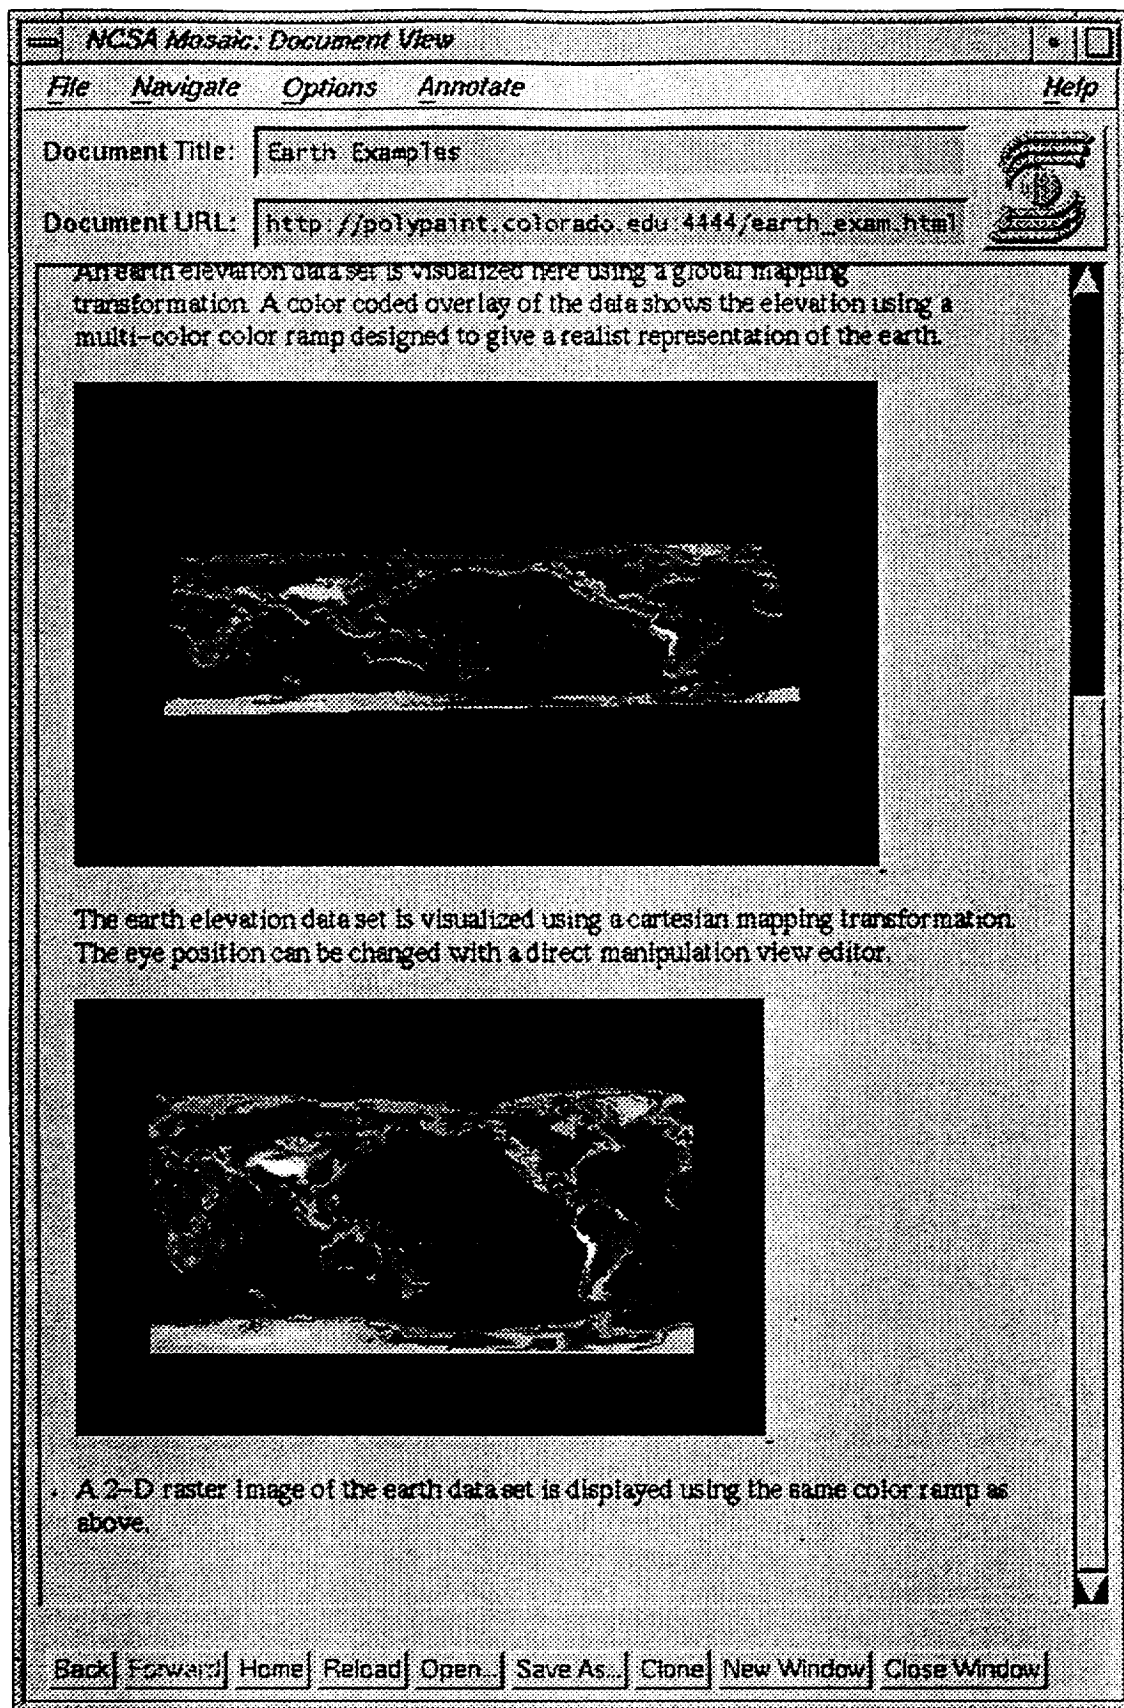 NCSA Mosaic: Document View
File Navigate Options Annotate Help
Document Title: Earth Examples
Document URL: http://polypaint.colorado.edu:4444/earth_exam.html
An earth elevation data set is visualized here using a global mapping
transformation. A color coded overlay of the data shows the elevation using a
multi-color color ramp designed to give a realist representation of the earth.
The earth elevation data set is visualized using a cartesian mapping transformation.
The eye position can be changed with a direct manipulation view editor.
A 2-D raster image of the earth data set is displayed using the same color ramp as
above.
Back Forward Home Reload Open... Save As... Clone New Window Close Window